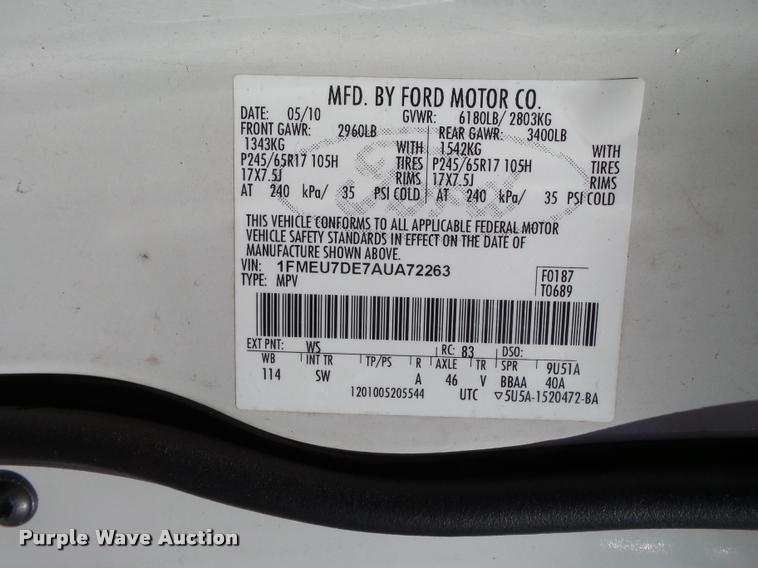 MFD. BY FORD MOTOR CO.
DATE: 05/10 GVWR: 6180LB/ 2803KG
FRONT GAWR: 2960LB REAR GAWR: 3400LB
1343KG WITH 1542KG WITH
P245/65R17 105H TIRES P245/65R17 105H TIRES
17X7.5J RIMS 17X7.5J RIMS
AT 240 kPa/ 35 PSI COLD AT 240 kPa/ 35 PSI COLD
THIS VEHICLE CONFORMS TO ALL APPLICABLE FEDERAL MOTOR
VEHICLE SAFETY STANDARDS IN EFFECT ON THE DATE OF
MANUFACTURE SHOWN ABOVE.
VIN: 1FMEU7DE7AUA72263 F0187
TYPE: MPV T0689
EXT PNT: WS RC: 83 DSO:
WB INT TR TP/PS R AXLE TR SPR 9U51A
114 SW A 46 V BBAA 40A
1201005205544 UTC ▽5U5A-1520472-BA
Ford
Purple Wave Auction